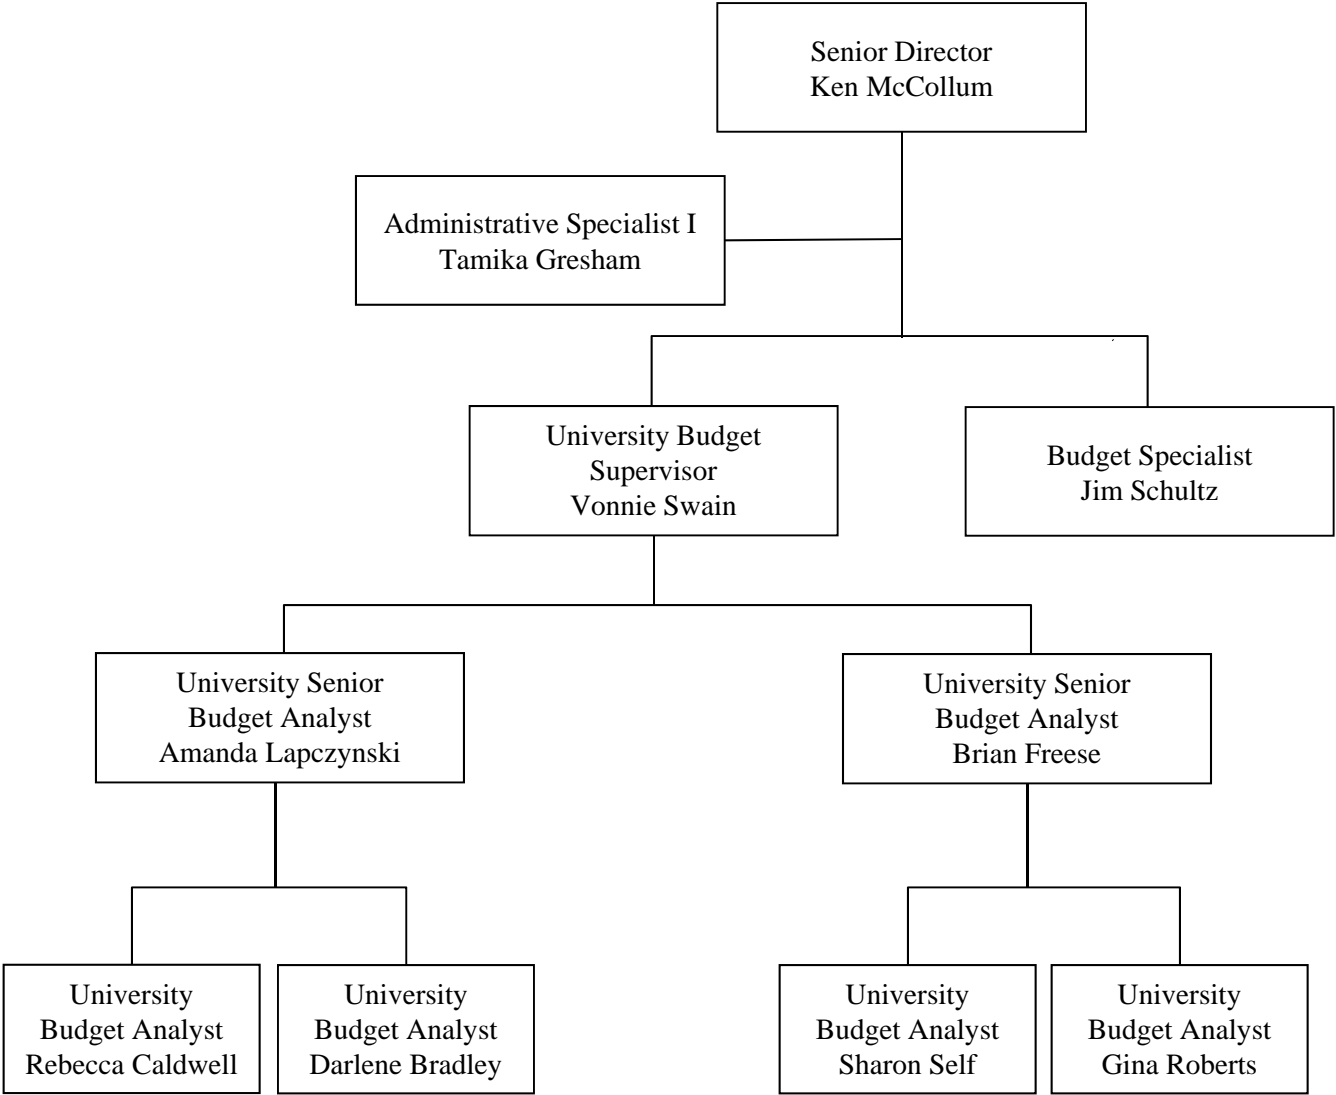 Senior Director
Ken McCollum
Administrative Specialist I
Tamika Gresham
University Budget
Supervisor
Vonnie Swain
Budget Specialist
Jim Schultz
University Senior
Budget Analyst
Amanda Lapczynski
University Senior
Budget Analyst
Brian Freese
University
Budget Analyst
Rebecca Caldwell
University
Budget Analyst
Darlene Bradley
University
Budget Analyst
Sharon Self
University
Budget Analyst
Gina Roberts